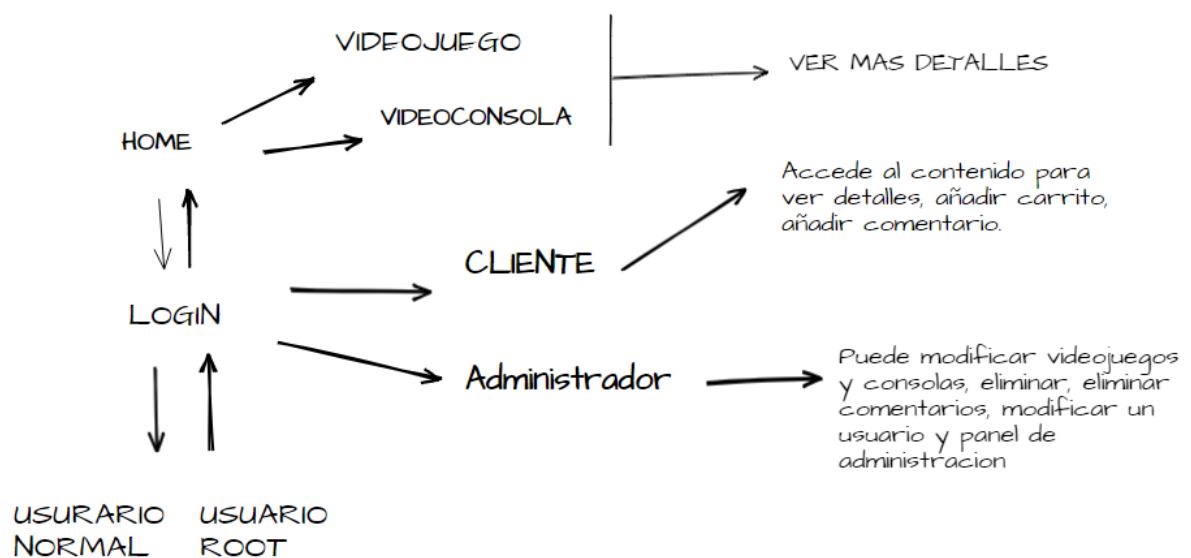 VIDEOJUEGO
VER MAS DETALLES
VIDEOCONSOLA
HOME
Accede al contenido para
ver detalles, añadir carrito,
añadir comentario.
CLIENTE
LOGIN
Administrador
Puede modificar videojuegos
y consolas, eliminar, eliminar
comentarios, modificar un
usuario y panel de
administracion
USURARIO
NORMAL
USUARIO
ROOT